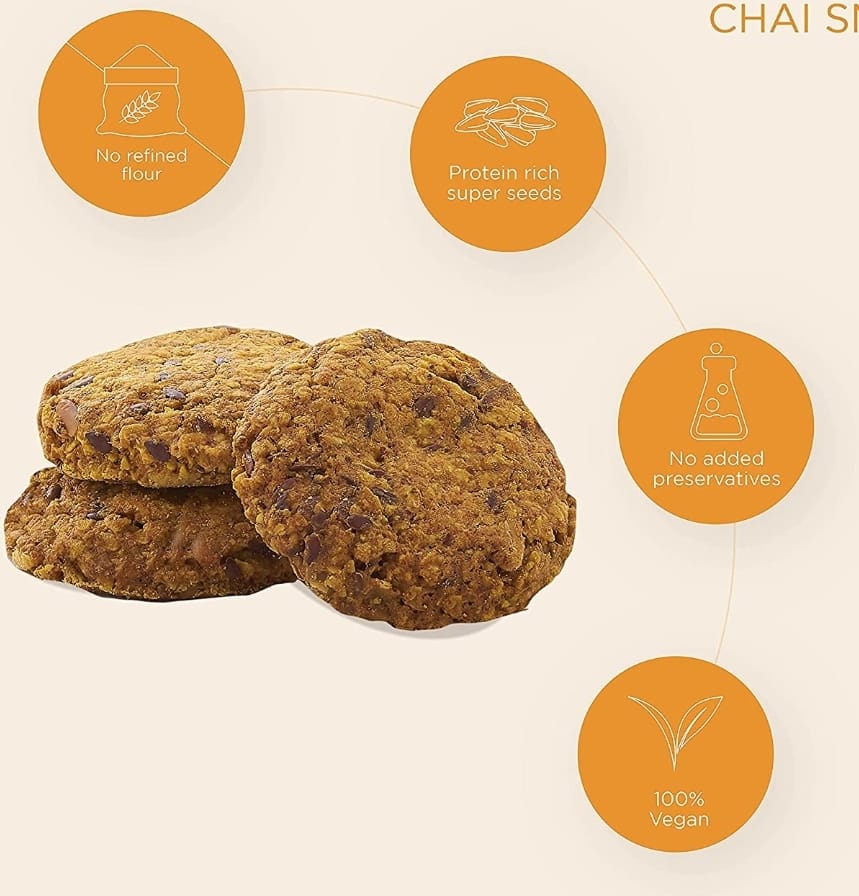 CHAI
No refined
flour
Protein rich
super seeds
No added
preservatives
100%
Vegan